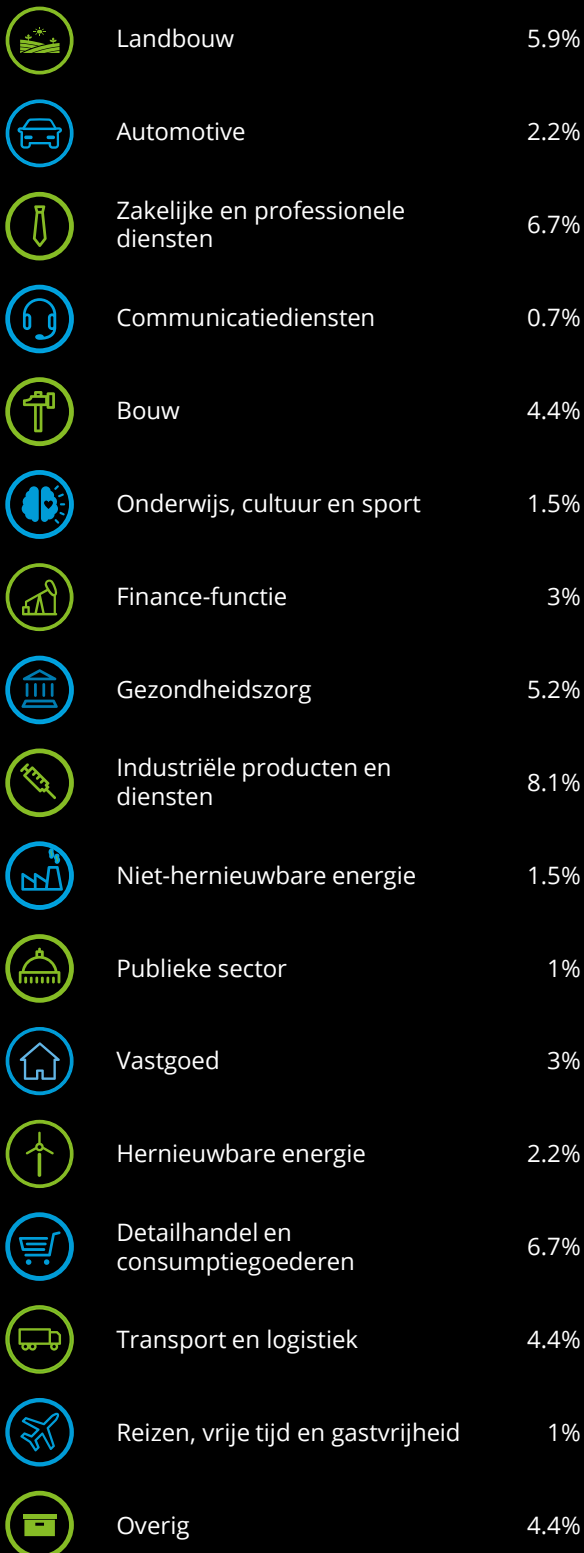 Landbouw 5.9%
Automotive 2.2%
Zakelijke en professionele
diensten 6.7%
Communicatiediensten 0.7%
Bouw 4.4%
Onderwijs, cultuur en sport 1.5%
Finance-functie 3%
Gezondheidszorg 5.2%
Industriële producten en
diensten 8.1%
Niet-hernieuwbare energie 1.5%
Publieke sector 1%
Vastgoed 3%
Hernieuwbare energie 2.2%
Detailhandel en
consumptiegoederen 6.7%
Transport en logistiek 4.4%
Reizen, vrije tijd en gastvrijheid 1%
Overig 4.4%